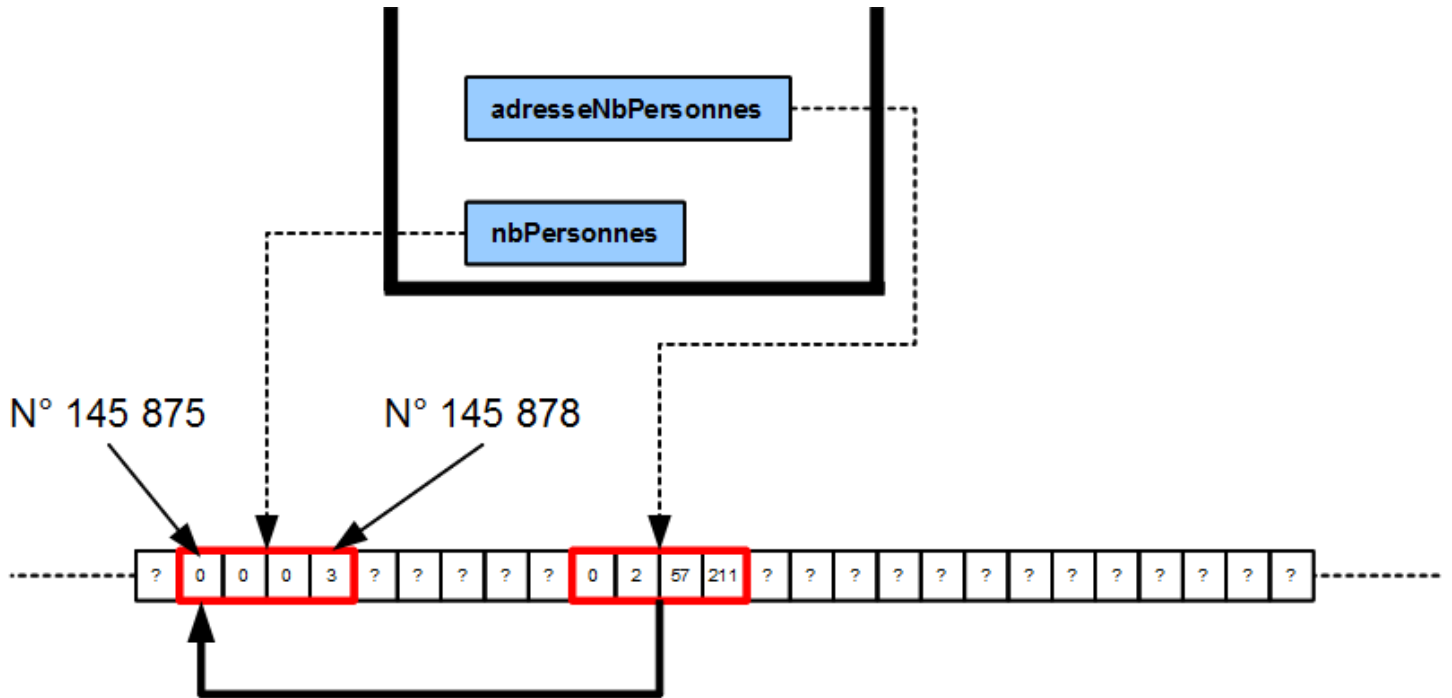 adresseNbPersonnes
nbPersonnes
N° 145 875 N° 145 878
? 0 0 0 3 ? ? ? ? ? 0 2 57 211 ? ? ? ? ? ? ? ? ? ? ? ? ?